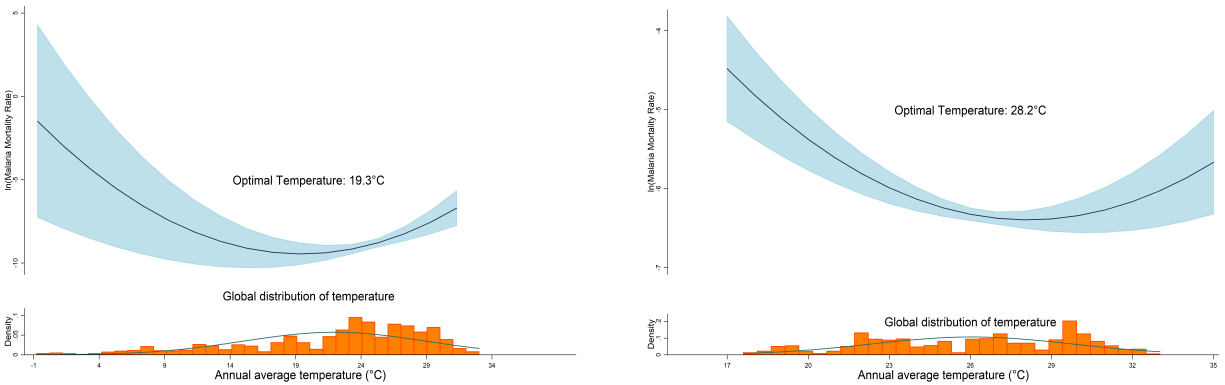 5
0
-5
-10
ln(Malaria Mortality Rate)
Optimal Temperature: 19.3°C
Global distribution of temperature
.1
.05
0
Density
-1 4 9 14 19 24 29 34
Annual average temperature (°C)
-4
-5
-6
-7
ln(Malaria Mortality Rate)
Optimal Temperature: 28.2°C
Global distribution of temperature
.2
.1
0
Density
17 20 23 26 29 32 35
Annual average temperature (°C)